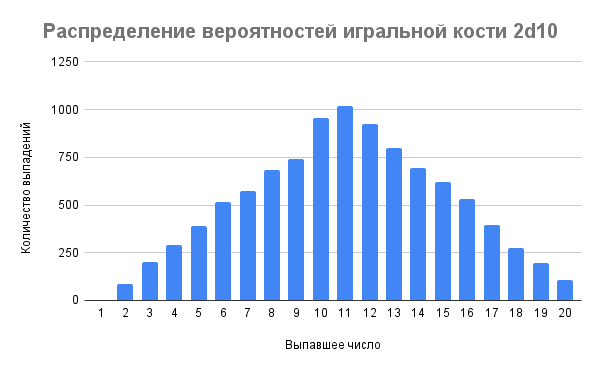 Распределение вероятностей игральной кости 2d10
1250
1000
750
500
250
0
Количество выпадений
1 2 3 4 5 6 7 8 9 10 11 12 13 14 15 16 17 18 19 20
Выпавшее число